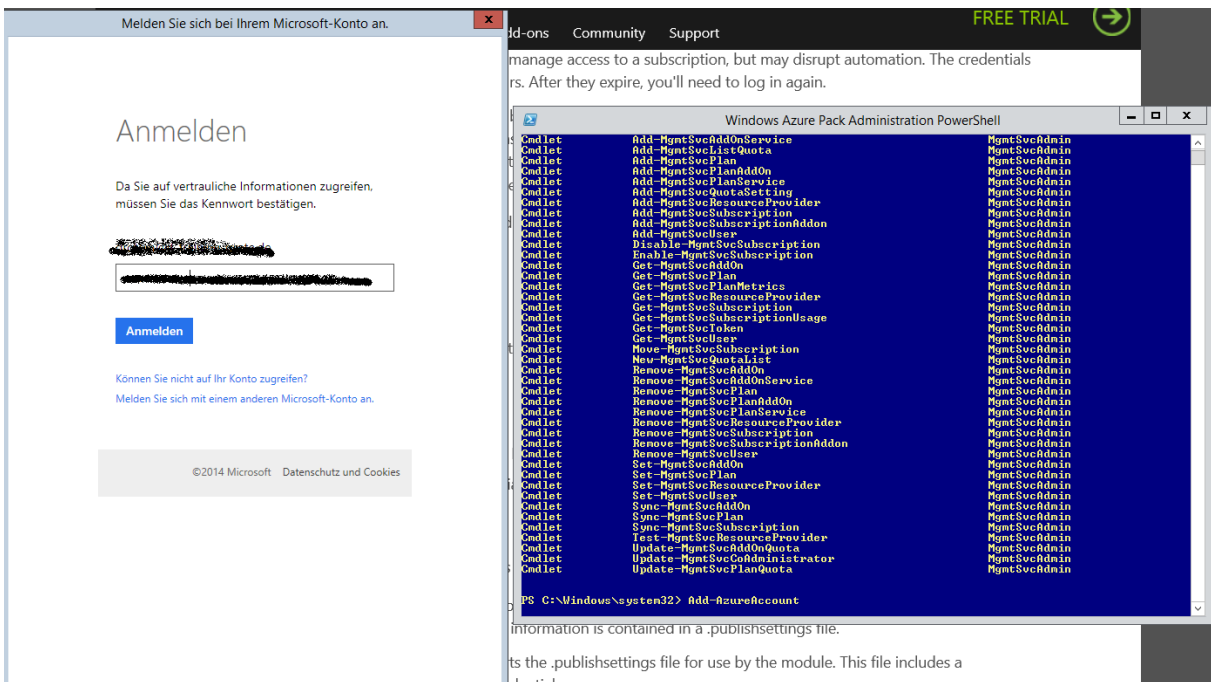 Melden Sie sich bei Ihrem Microsoft-Konto an.
x
Anmelden
Da Sie auf vertrauliche Informationen zugreifen,
müssen Sie das Kennwort bestätigen.
Anmelden
Können Sie nicht auf Ihr Konto zugreifen?
Melden Sie sich mit einem anderen Microsoft-Konto an.
©2014 Microsoft Datenschutz und Cookies
FREE TRIAL
dd-ons Community Support
manage access to a subscription, but may disrupt automation. The credentials
rs. After they expire, you'll need to log in again.
Windows Azure Pack Administration PowerShell
x
Cmdlet Add-MgmtSvcAddOnService MgmtSvcAdmin
Cmdlet Add-MgmtSvcListQuota MgmtSvcAdmin
Cmdlet Add-MgmtSvcPlan MgmtSvcAdmin
Cmdlet Add-MgmtSvcPlanAddOn MgmtSvcAdmin
Cmdlet Add-MgmtSvcPlanService MgmtSvcAdmin
Cmdlet Add-MgmtSvcQuotaSetting MgmtSvcAdmin
Cmdlet Add-MgmtSvcResourceProvider MgmtSvcAdmin
Cmdlet Add-MgmtSvcSubscription MgmtSvcAdmin
Cmdlet Add-MgmtSvcSubscriptionAddon MgmtSvcAdmin
Cmdlet Add-MgmtSvcUser MgmtSvcAdmin
Cmdlet Disable-MgmtSvcSubscription MgmtSvcAdmin
Cmdlet Enable-MgmtSvcSubscription MgmtSvcAdmin
Cmdlet Get-MgmtSvcAddOn MgmtSvcAdmin
Cmdlet Get-MgmtSvcPlan MgmtSvcAdmin
Cmdlet Get-MgmtSvcPlanMetrics MgmtSvcAdmin
Cmdlet Get-MgmtSvcResourceProvider MgmtSvcAdmin
Cmdlet Get-MgmtSvcSubscription MgmtSvcAdmin
Cmdlet Get-MgmtSvcSubscriptionUsage MgmtSvcAdmin
Cmdlet Get-MgmtSvcToken MgmtSvcAdmin
Cmdlet Get-MgmtSvcUser MgmtSvcAdmin
Cmdlet Move-MgmtSvcSubscription MgmtSvcAdmin
Cmdlet New-MgmtSvcQuotaList MgmtSvcAdmin
Cmdlet Remove-MgmtSvcAddOn MgmtSvcAdmin
Cmdlet Remove-MgmtSvcAddOnService MgmtSvcAdmin
Cmdlet Remove-MgmtSvcPlan MgmtSvcAdmin
Cmdlet Remove-MgmtSvcPlanAddOn MgmtSvcAdmin
Cmdlet Remove-MgmtSvcPlanService MgmtSvcAdmin
Cmdlet Remove-MgmtSvcResourceProvider MgmtSvcAdmin
Cmdlet Remove-MgmtSvcSubscription MgmtSvcAdmin
Cmdlet Remove-MgmtSvcSubscriptionAddon MgmtSvcAdmin
Cmdlet Remove-MgmtSvcUser MgmtSvcAdmin
Cmdlet Set-MgmtSvcAddOn MgmtSvcAdmin
Cmdlet Set-MgmtSvcPlan MgmtSvcAdmin
Cmdlet Set-MgmtSvcResourceProvider MgmtSvcAdmin
Cmdlet Set-MgmtSvcUser MgmtSvcAdmin
Cmdlet Sync-MgmtSvcAddOn MgmtSvcAdmin
Cmdlet Sync-MgmtSvcPlan MgmtSvcAdmin
Cmdlet Sync-MgmtSvcSubscription MgmtSvcAdmin
Cmdlet Test-MgmtSvcResourceProvider MgmtSvcAdmin
Cmdlet Update-MgmtSvcAddOnQuota MgmtSvcAdmin
Cmdlet Update-MgmtSvcCoAdministrator MgmtSvcAdmin
Cmdlet Update-MgmtSvcPlanQuota MgmtSvcAdmin
PS C:\Windows\system32> Add-AzureAccount
information is contained in a .publishsettings file.
ts the .publishsettings file for use by the module. This file includes a